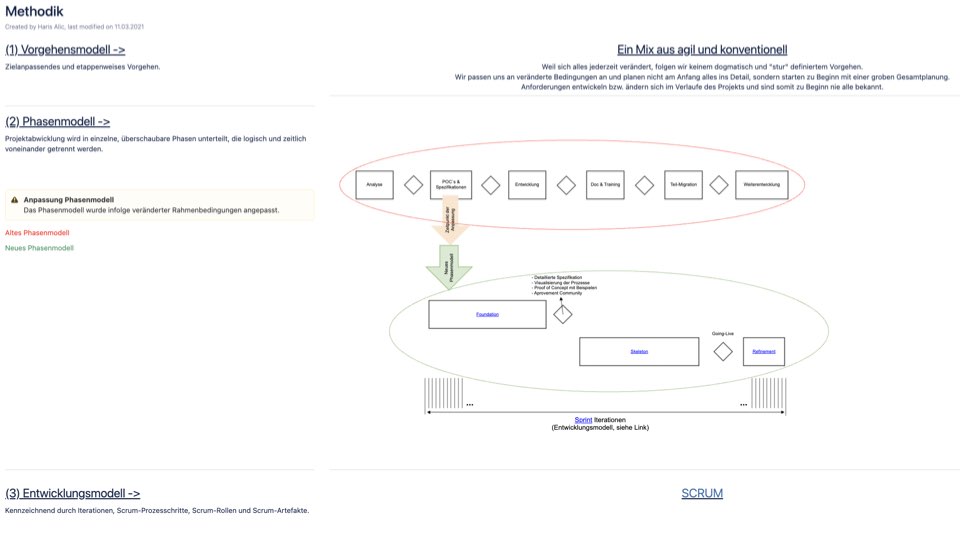 Methodik
Created by Haris Alic, last modified on 11.03.2021
(1) Vorgehensmodell ->
Zielanpassendes und etappenweises Vorgehen.
Ein Mix aus agil und konventionell
Weil sich alles jederzeit verändert, folgen wir keinem dogmatisch und "stur" definiertem Vorgehen.
Wir passen uns an veränderte Bedingungen an und planen nicht am Anfang alles ins Detail, sondern starten zu Beginn mit einer groben Gesamtplanung.
Anforderungen entwickeln bzw. ändern sich im Verlaufe des Projekts und sind somit zu Beginn nie alle bekannt.
(2) Phasenmodell ->
Projektabwicklung wird in einzelne, überschaubare Phasen unterteilt, die logisch und zeitlich
voneinander getrennt werden.
Anpassung Phasenmodell
Das Phasenmodell wurde infolge veränderter Rahmenbedingungen angepasst.
Altes Phasenmodell
Neues Phasenmodell
Analyse
POC´s &
Spezifikationen
Entwicklung
Doc & Training
Teil-Migration
Weiterentwicklung
Zeitpunkt der
Anpassung
Neues
Phasenmodell
- Detaillierte Spezifikation
- Visualisierung der Prozesse
- Proof of Concept mit Beispielen
- Aprovement Community
Foundation
Going-Live
Skeleton
Refinement
...
...
Sprint Iterationen
(Entwicklungsmodell, siehe Link)
(3) Entwicklungsmodell ->
Kennzeichnend durch Iterationen, Scrum-Prozesschritte, Scrum-Rollen und Scrum-Artefakte.
SCRUM